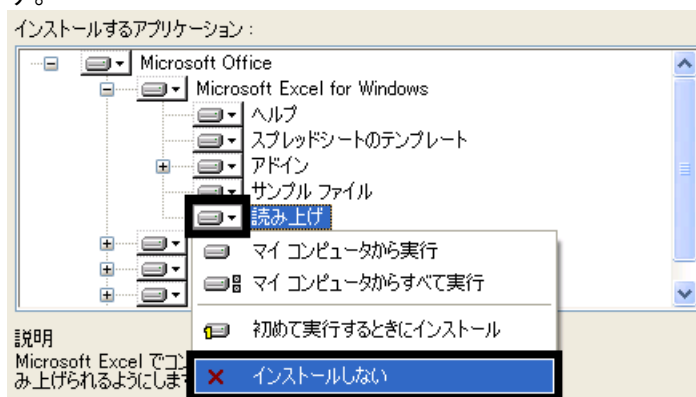 す。
インストールするアプリケーション :
Microsoft Office
Microsoft Excel for Windows
ヘルプ
スプレッドシートのテンプレート
アドイン
サンプル ファイル
読み上げ
マイ コンピュータから実行
マイ コンピュータからすべて実行
初めて実行するときにインストール
インストールしない
説明
Microsoft Excel でコン
み上げられるようにしま